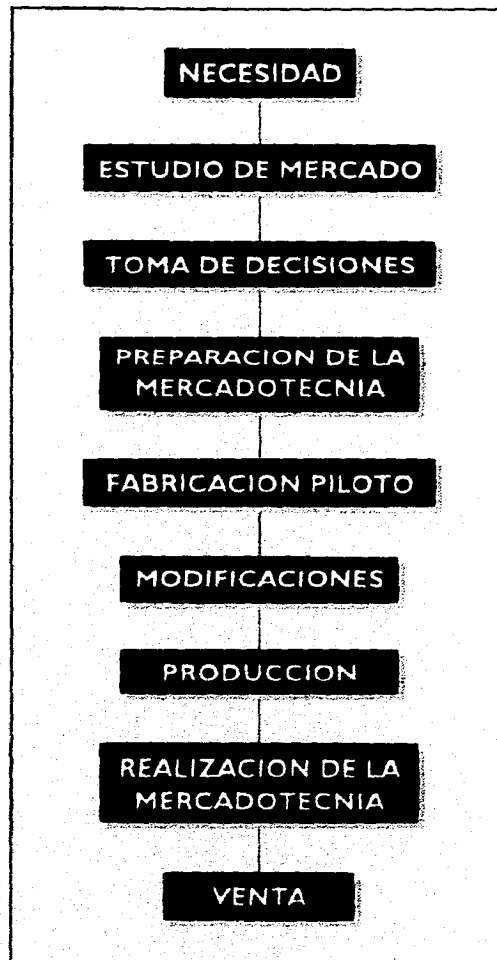 NECESIDAD
ESTUDIO DE MERCADO
TOMA DE DECISIONES
PREPARACION DE LA
MERCADOTECNIA
FABRICACION PILOTO
MODIFICACIONES
PRODUCCION
REALIZACION DE LA
MERCADOTECNIA
VENTA